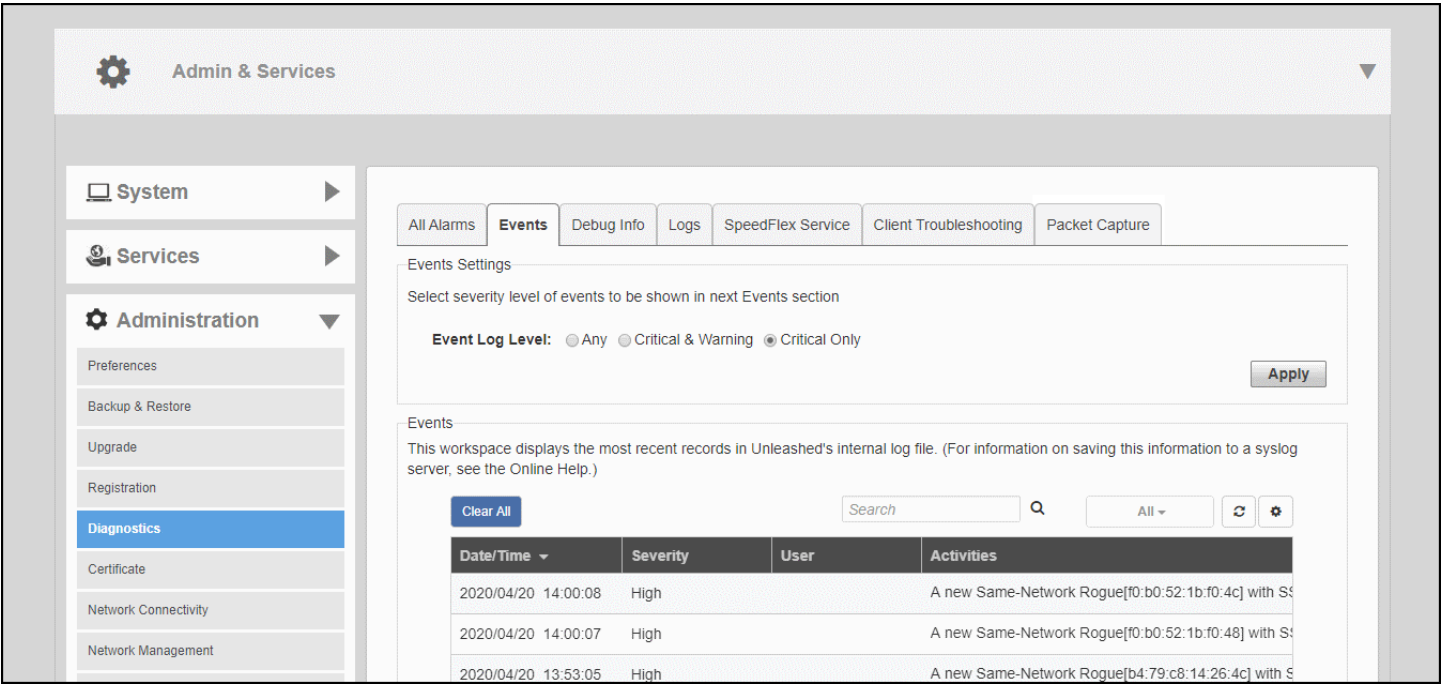 Admin & Services
System
Services
Administration
Preferences
Backup & Restore
Upgrade
Registration
Diagnostics
Certificate
Network Connectivity
Network Management
All Alarms Events Debug Info Logs SpeedFlex Service Client Troubleshooting Packet Capture
Events Settings
Select severity level of events to be shown in next Events section
Event Log Level: Any Critical & Warning Critical Only
Apply
Events
This workspace displays the most recent records in Unleashed's internal log file. (For information on saving this information to a syslog
server, see the Online Help.)
Clear All Search All
Date/Time Severity User Activities
2020/04/20 14:00:08 High A new Same-Network Rogue[f0:b0:52:1b:f0:4c] with
2020/04/20 14:00:07 High A new Same-Network Rogue[f0:b0:52:1b:f0:48] with
2020/04/20 13:53:05 High A new Same-Network Rogue[b4:79:c8:14:26:4c] with